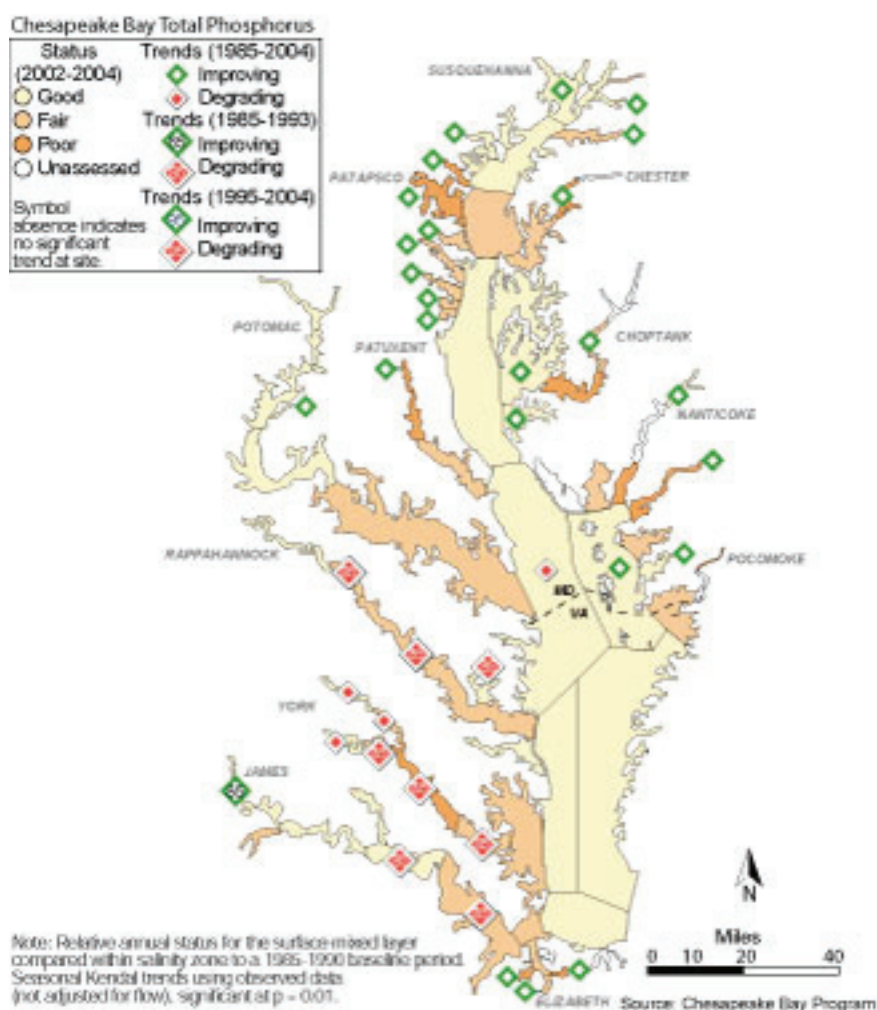 Chesapeake Bay Total Phosphorus
Status
(2002-2004)
Good
Fair
Poor
Unassessed
Symbol
absence indicates
no significant
trend at site.
Trends (1985-2004)
Improving
Degrading
Trends (1985-1993)
Improving
Degrading
Trends (1995-2004)
Improving
Degrading
SUSQUEHANNA
PATAPSCO
CHESTER
POTOMAC
PATUXENT
CHOPTANK
NANTICOKE
RAPPAHANNOCK
POCOMOKE
MD
VA
YORK
JAMES
ELIZABETH
N
Miles
0 10 20 40
Note: Relative annual status for the surface-mixed layer
compared within salinity zone to a 1985-1990 baseline period.
Seasonal Kendal trends using observed data
(not adjusted for flow), significant at p = 0.01.
Source: Chesapeake Bay Program